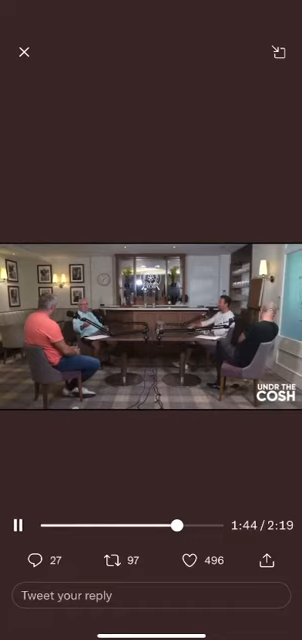 UNDR THE
COSH
1:44 / 2:19
27
97
496
Tweet your reply